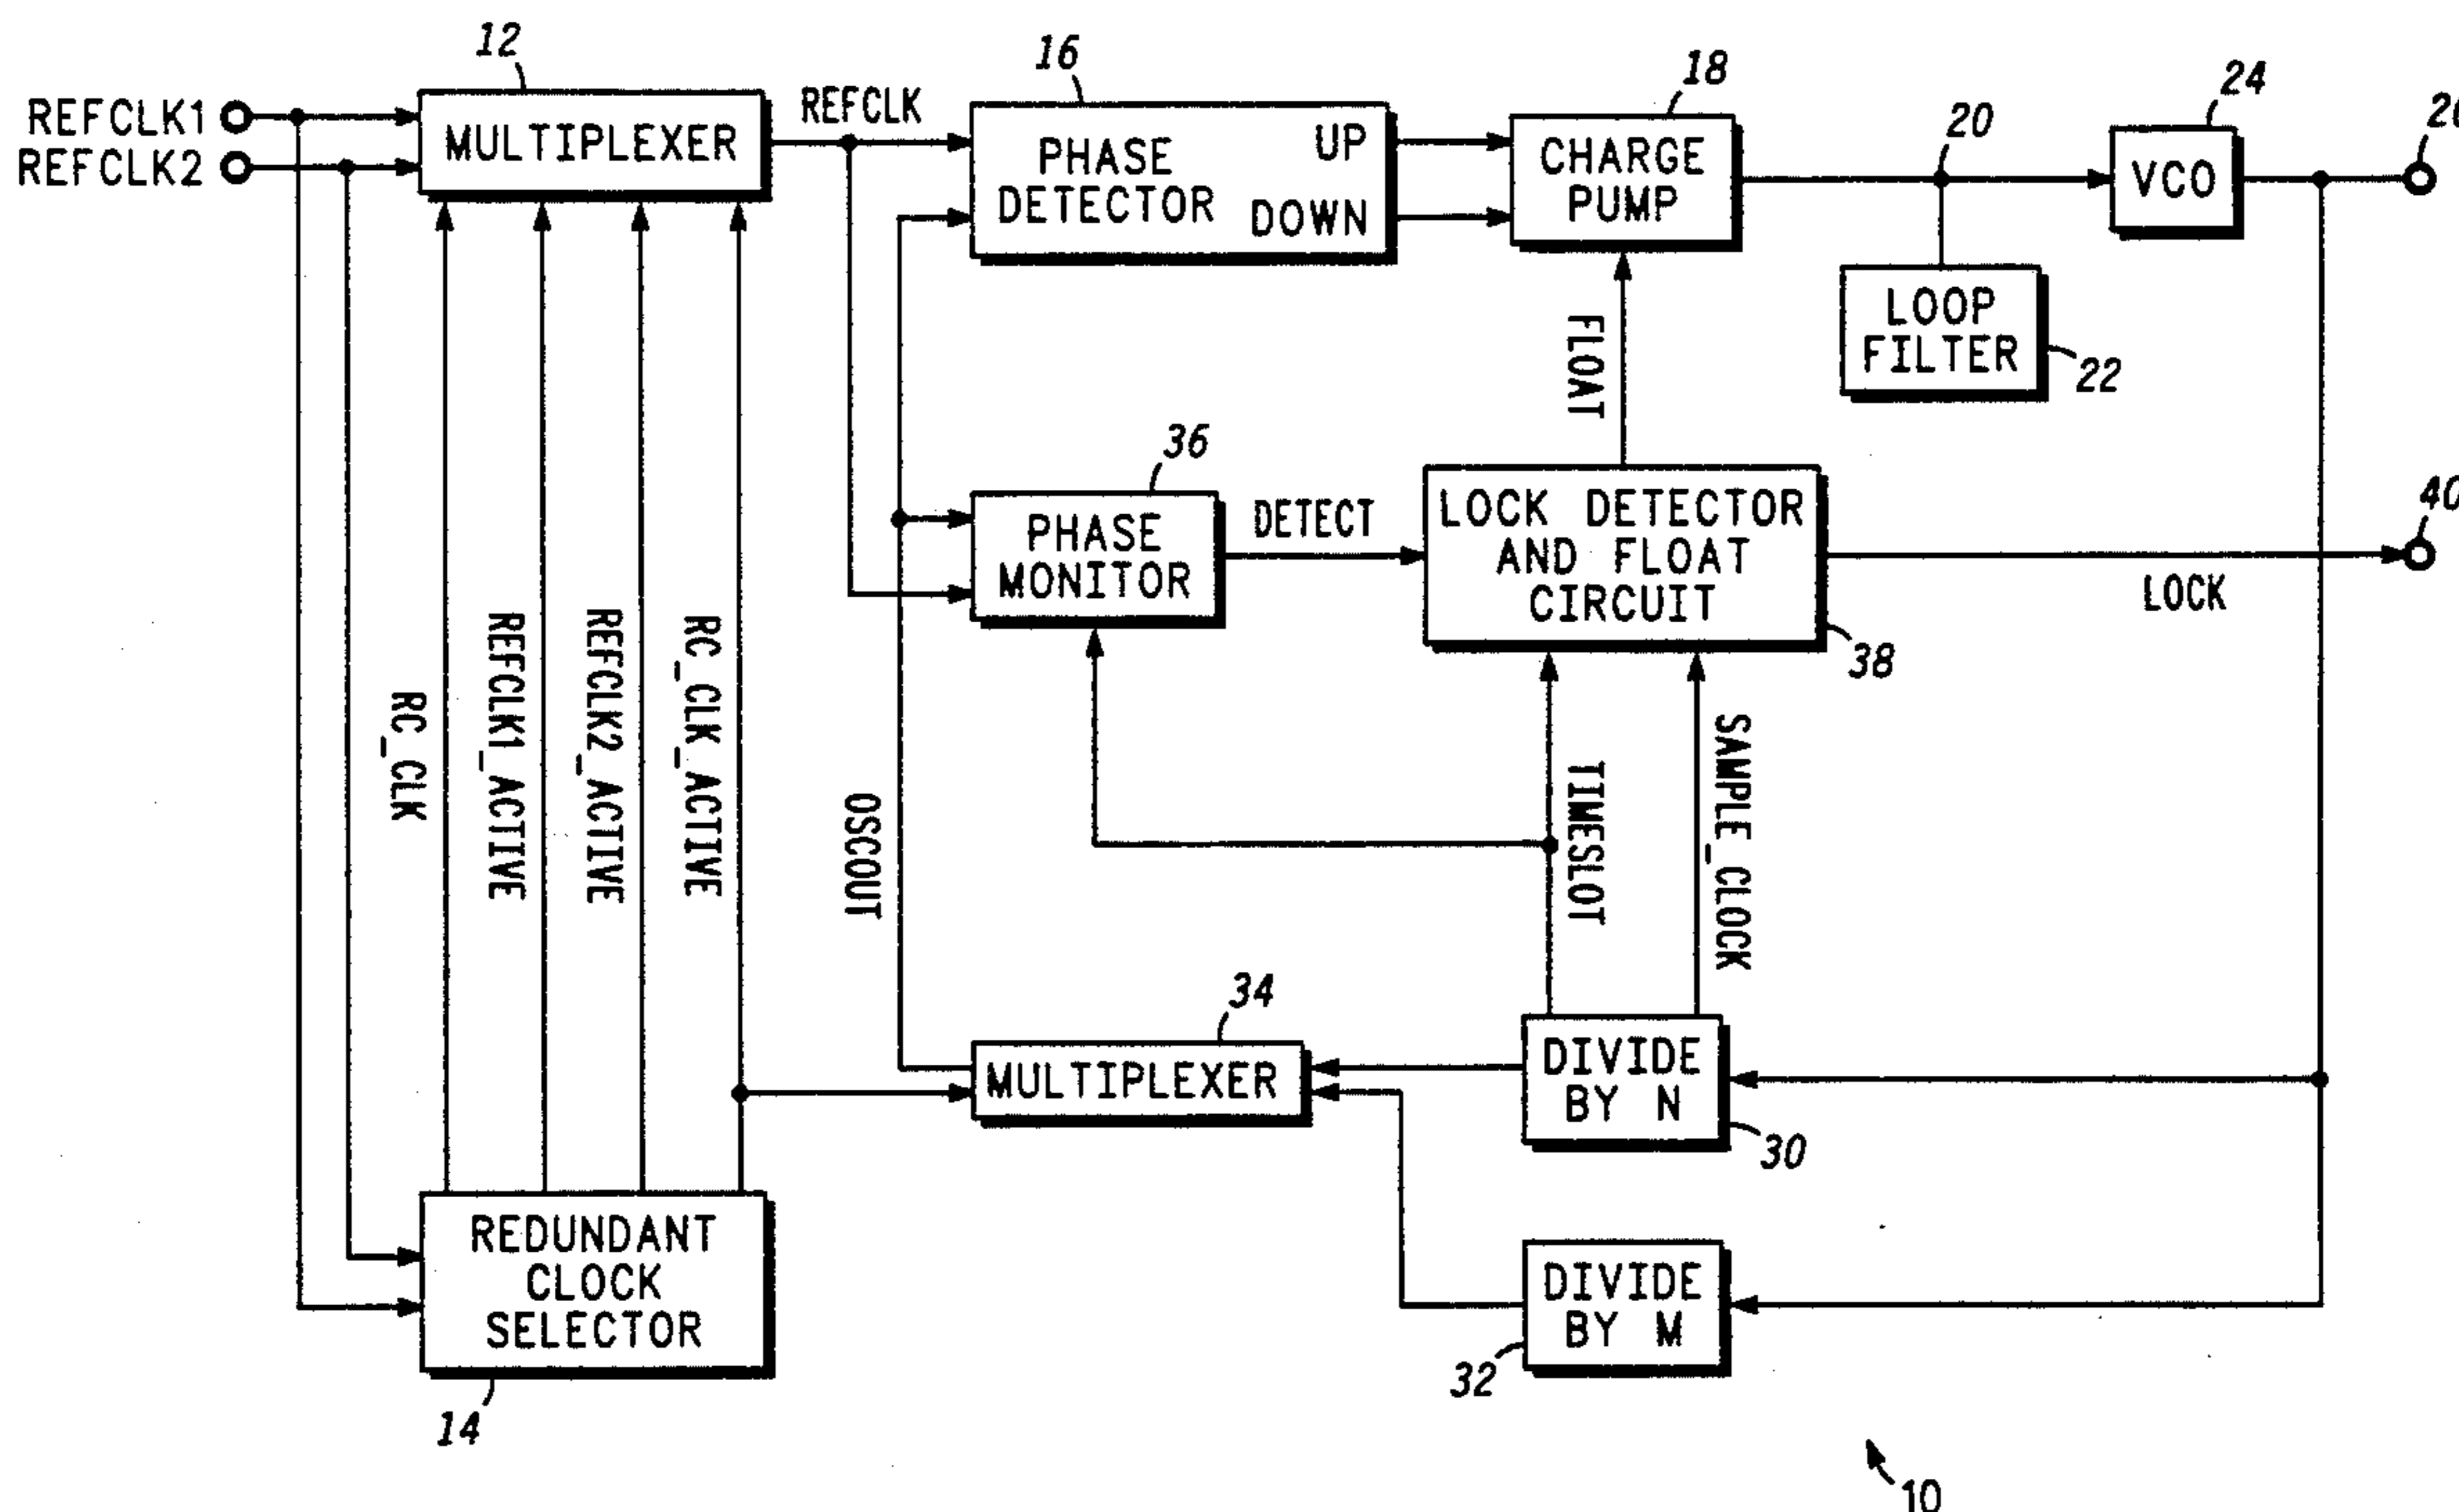 12
REFCLK1
REFCLK2
MULTIPLEXER
REFCLK
16
PHASE
DETECTOR
UP
DOWN
18
CHARGE
PUMP
20
24
VCO
LOOP
FILTER
22
FLOAT
36
PHASE
MONITOR
DETECT
LOCK DETECTOR
AND FLOAT
CIRCUIT
38
40
LOCK
RC_CLK
REFCLK1_ACTIVE
REFCLK2_ACTIVE
RC_CLK_ACTIVE
OSCOUT
TIMESLOT
SAMPLE_CLOCK
34
MULTIPLEXER
DIVIDE
BY N
30
REDUNDANT
CLOCK
SELECTOR
14
DIVIDE
BY M
32
10